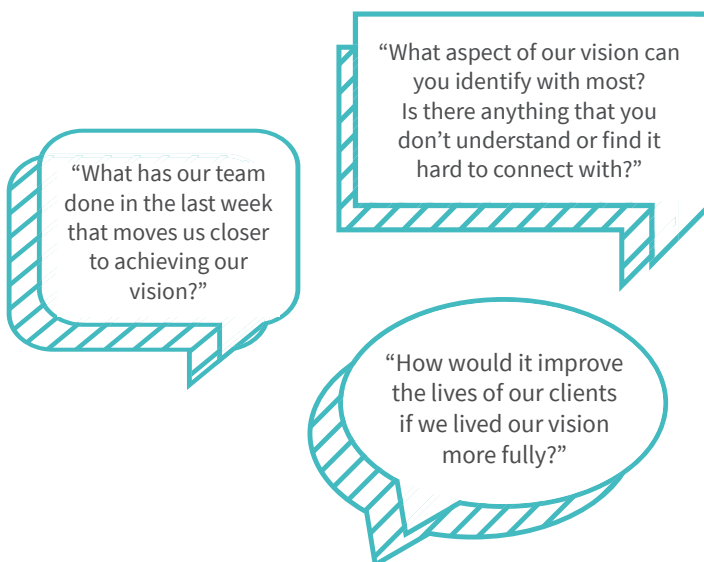 “What aspect of our vision can
you identify with most?
Is there anything that you
don’t understand or find it
hard to connect with?”
“What has our team
done in the last week
that moves us closer
to achieving our
vision?”
“How would it improve
the lives of our clients
if we lived our vision
more fully?”